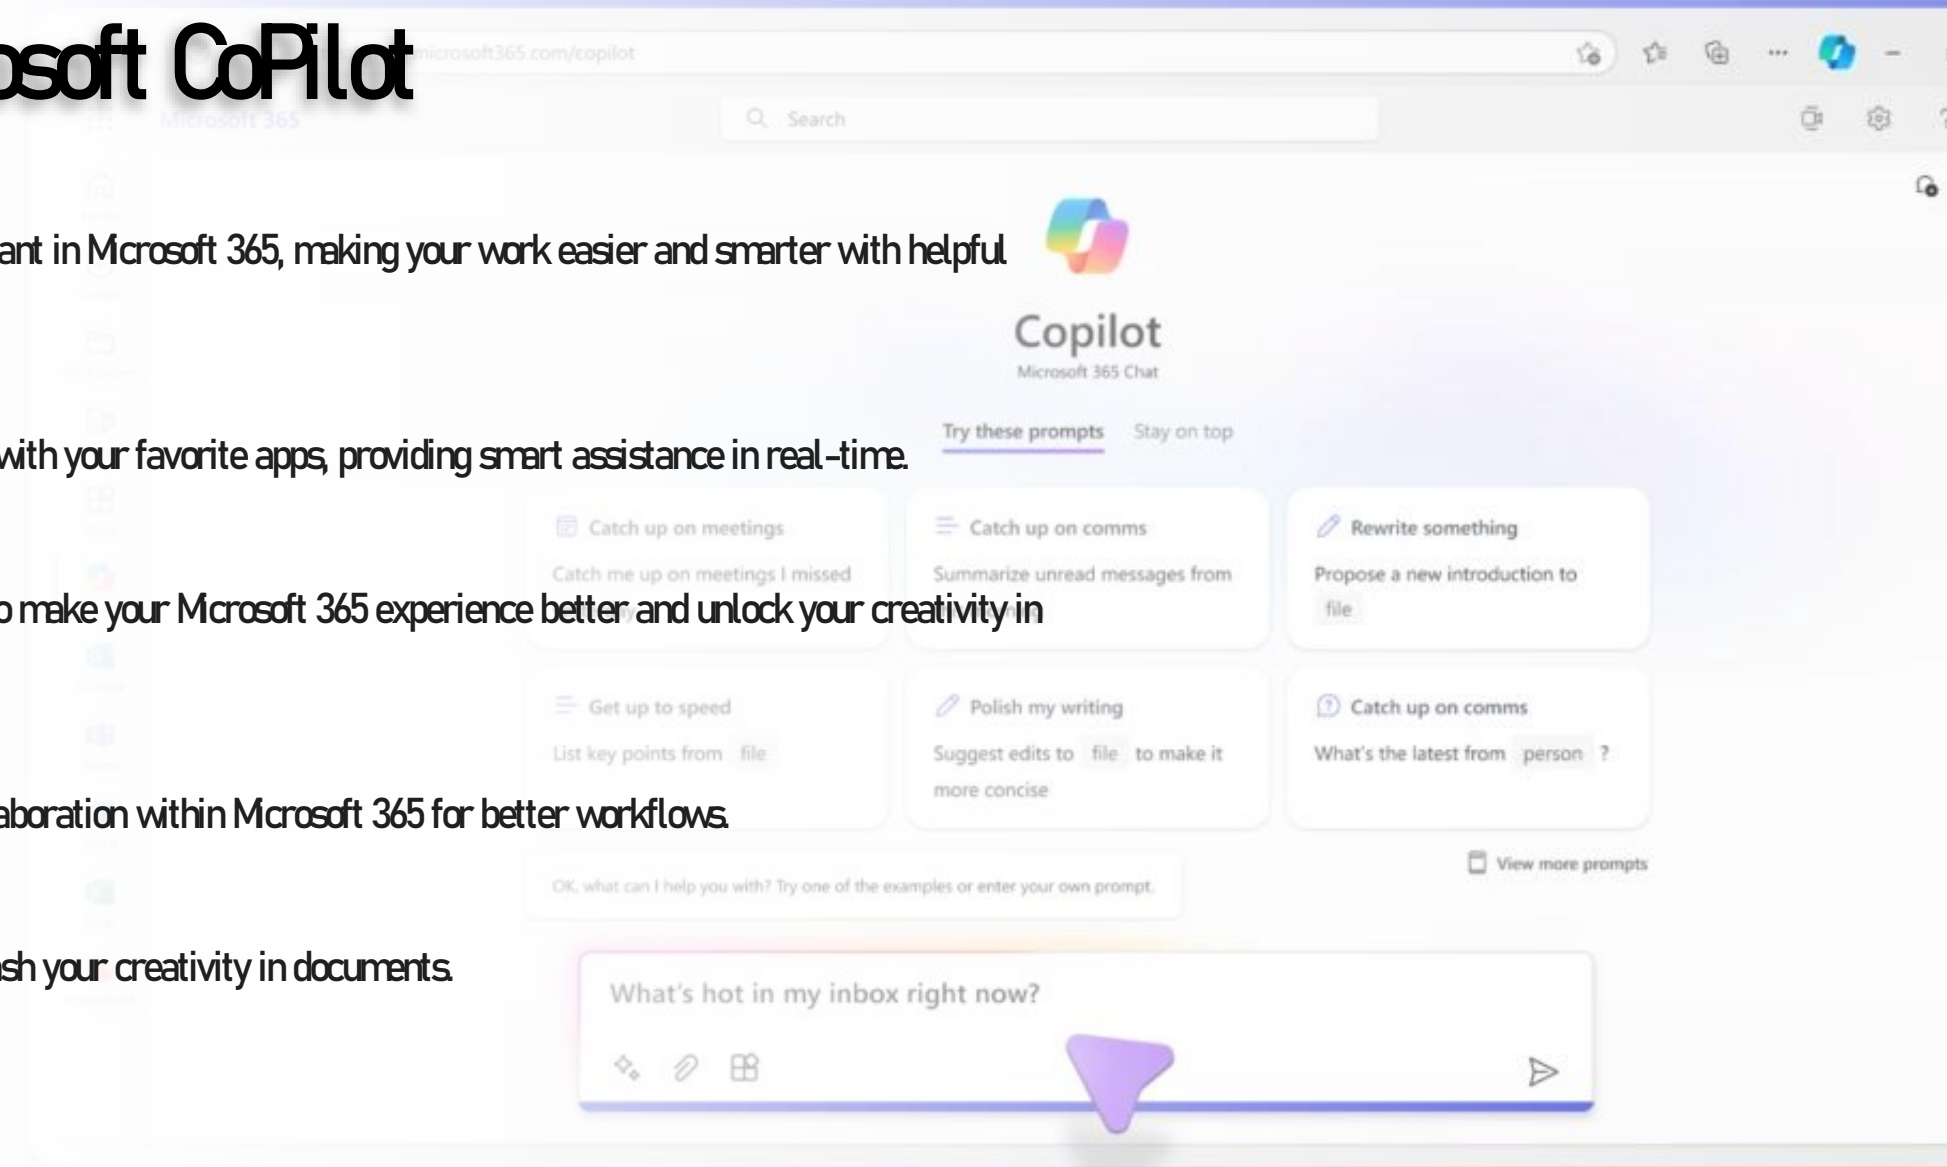 osoft CoPilot
microsoft365.com/copilot
Microsoft 365
Search
ant in Microsoft 365, making your work easier and smarter with helpful
Copilot
Microsoft 365 Chat
Try these prompts Stay on top
with your favorite apps, providing smart assistance in real-time.
Catch up on meetings
Catch me up on meetings I missed
Catch up on comms
Summarize unread messages from
Rewrite something
Propose a new introduction to
file
o make your Microsoft 365 experience better and unlock your creativity in
Get up to speed
List key points from file
Polish my writing
Suggest edits to file to make it
more concise
Catch up on comms
What's the latest from person ?
aboration within Microsoft 365 for better workflows.
View more prompts
OK, what can I help you with? Try one of the examples or enter your own prompt.
ash your creativity in documents.
What's hot in my inbox right now?